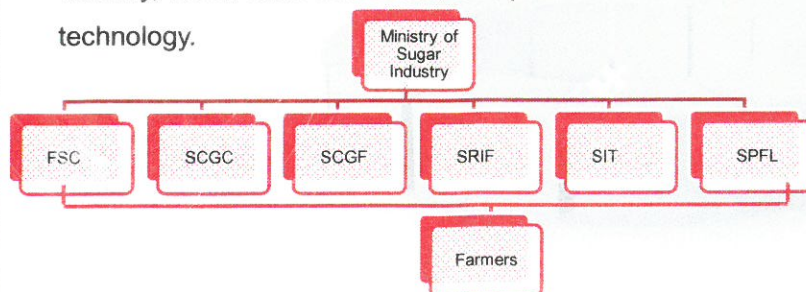 technology.
Ministry of
Sugar
Industry
FSC
SCGC
SCGF
SRIF
SIT
SPFL
Farmers